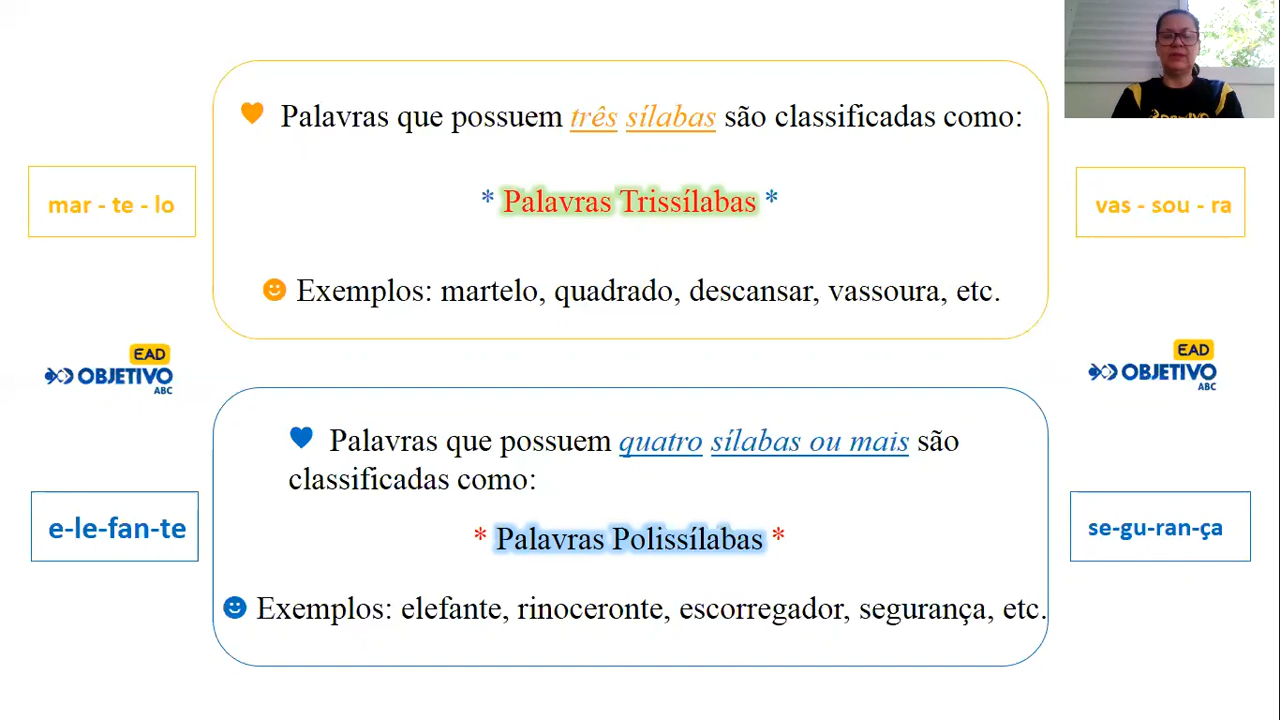 ♥ Palavras que possuem três sílabas são classificadas como:
* Palavras Trissílabas *
mar - te - lo
vas - sou - ra
☻ Exemplos: martelo, quadrado, descansar, vassoura, etc.
EAD
OBJETIVO
ABC
EAD
OBJETIVO
ABC
♥ Palavras que possuem quatro sílabas ou mais são
classificadas como:
* Palavras Polissílabas *
e-le-fan-te
se-gu-ran-ça
☻ Exemplos: elefante, rinoceronte, escorregador, segurança, etc.